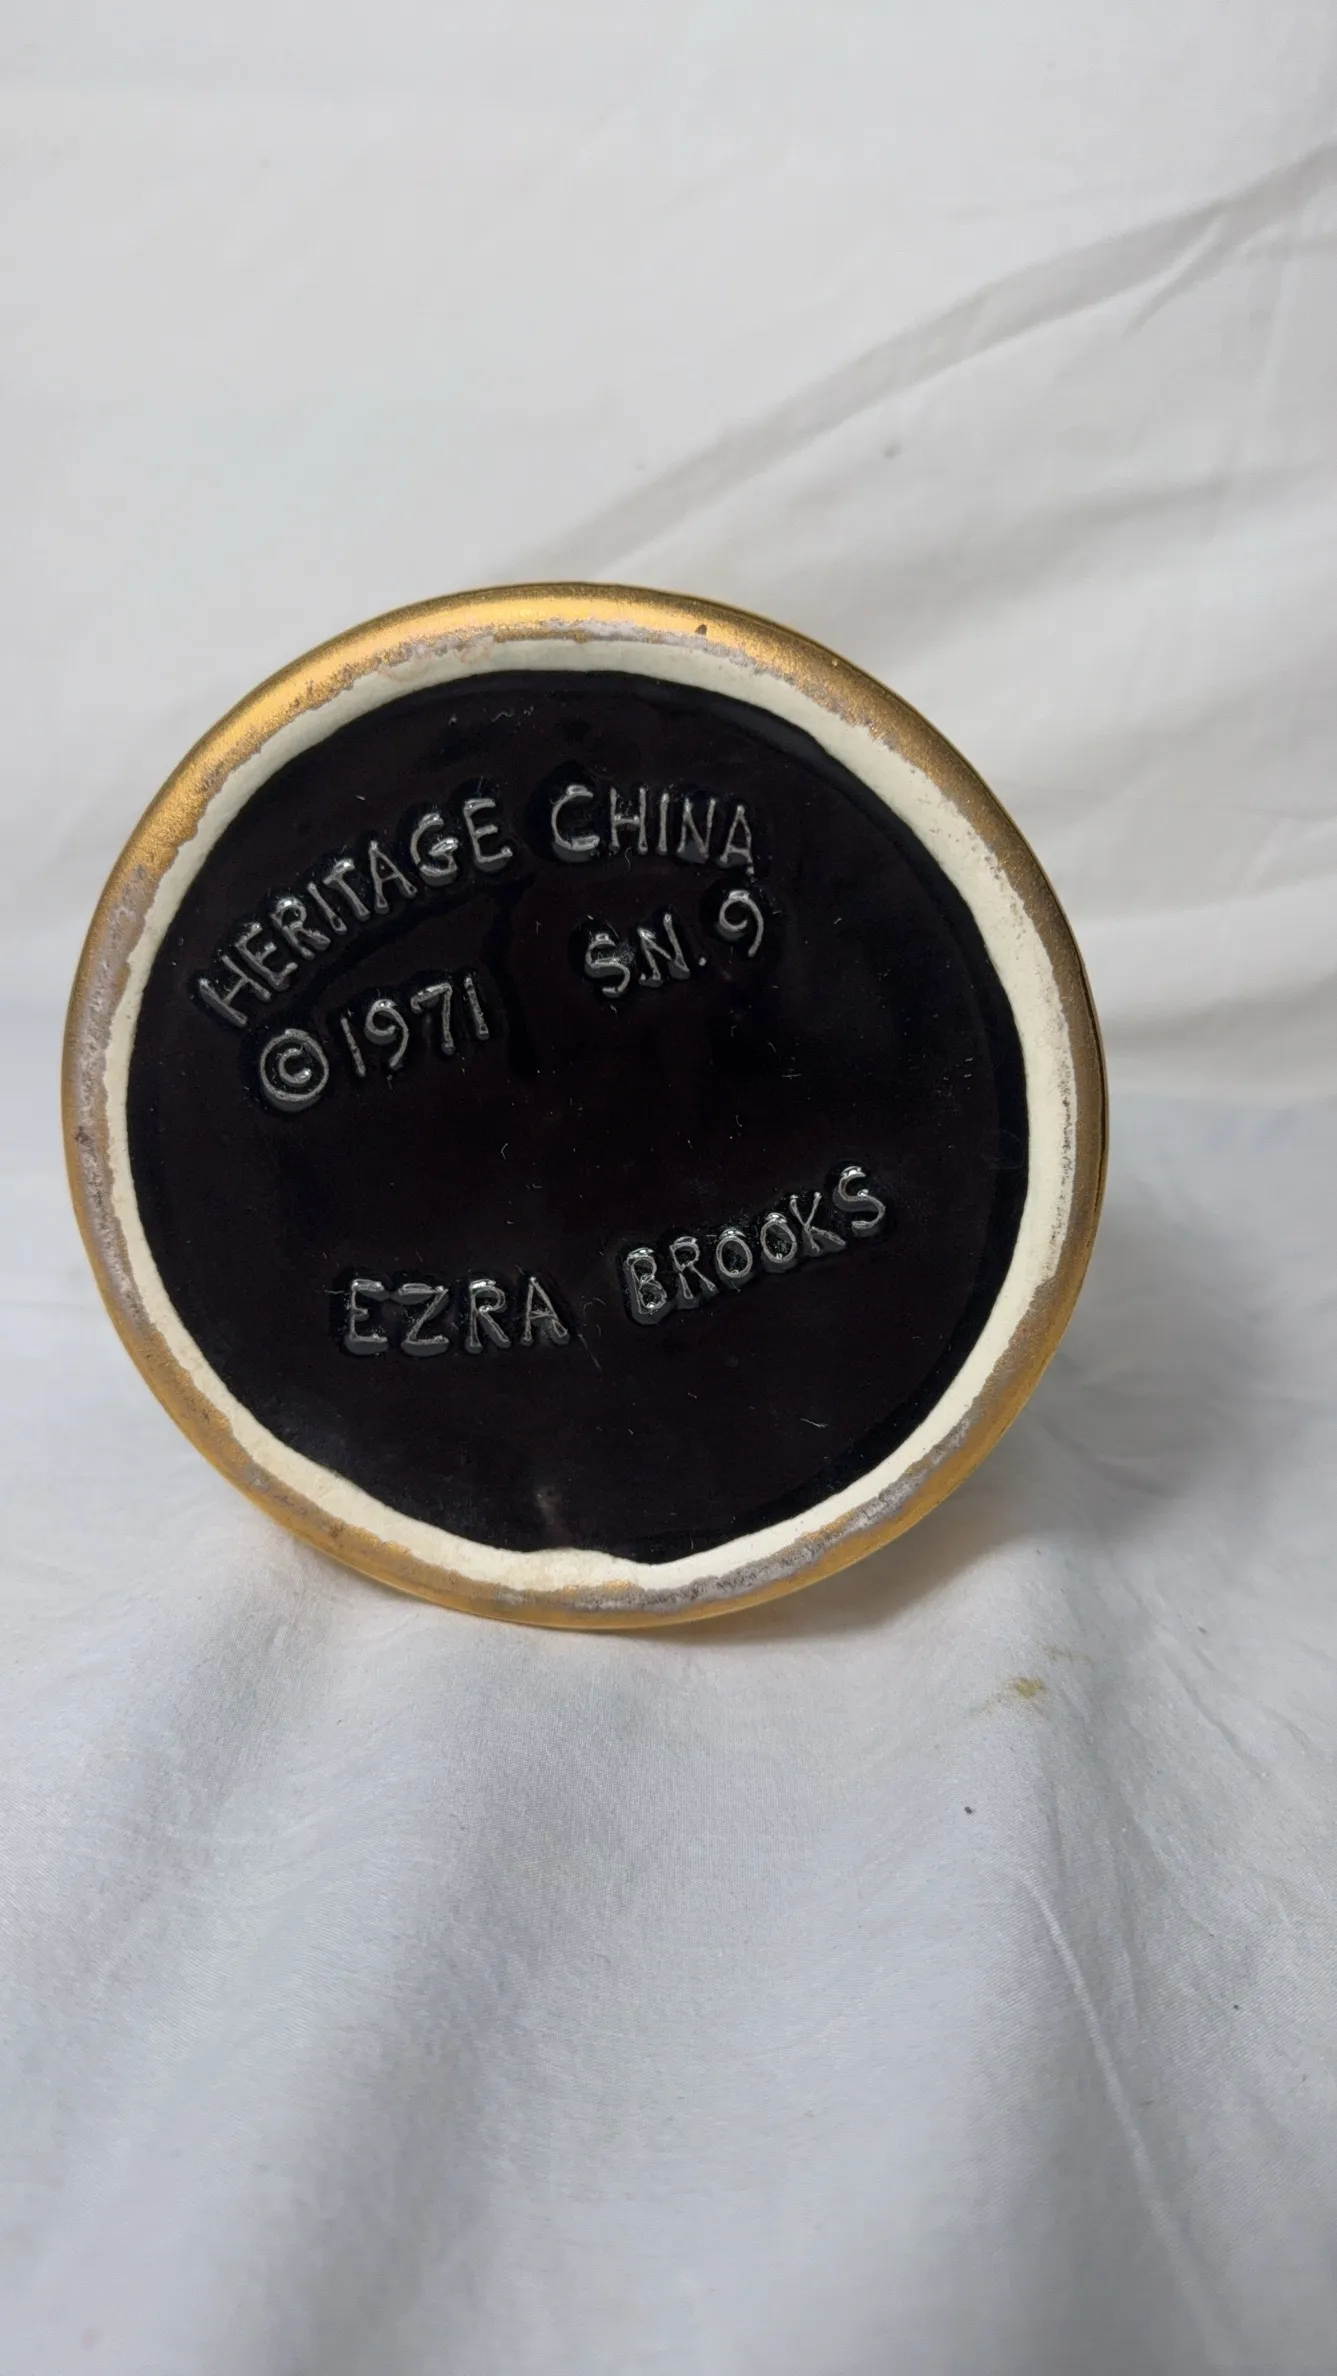 HERITAGE CHINA
©1971 S.N. 9
EZRA BROOKS